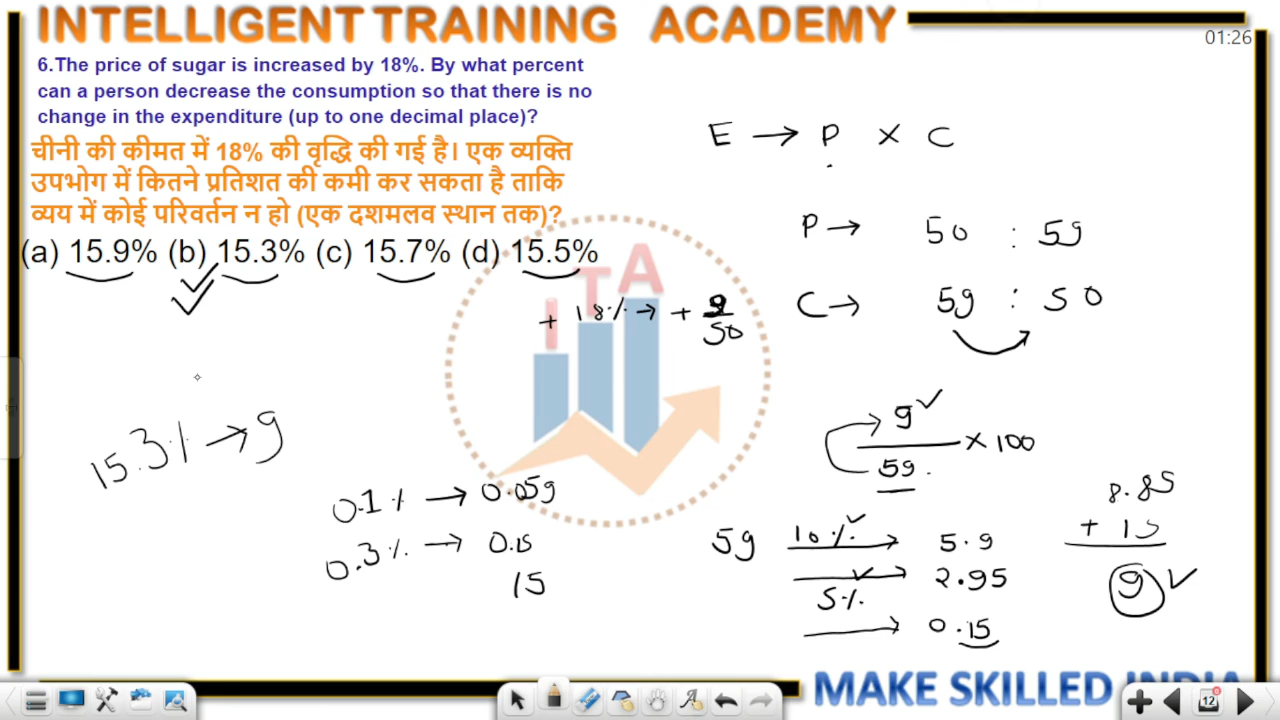 INTELLIGENT TRAINING ACADEMY
01:26
6.The price of sugar is increased by 18%. By what percent
can a person decrease the consumption so that there is no
change in the expenditure (up to one decimal place)?
चीनी की कीमत में 18% की वृद्धि की गई है। एक व्यक्ति
उपभोग में कितने प्रतिशत की कमी कर सकता है ताकि
व्यय में कोई परिवर्तन न हो (एक दशमलव स्थान तक)?
(a) 15.9% (b) 15.3% (c) 15.7% (d) 15.5%
E → P × C
P → 50 : 59
C → 59 : 50
ITA
+ 18% → + 9/50
9/59 × 100
15.3% → 9
0.1% → 0.059
0.3% → 0.15
15
59 10% → 5.9
5% → 2.95
→ 0.15
8.85
+ 15
9
MAKE SKILLED INDIA
12